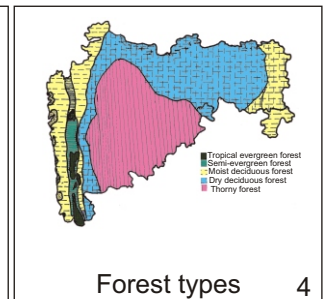 Tropical evergreen forest
Semi-evergreen forest
Moist deciduous forest
Dry deciduous forest
Thorny forest
Forest types 4